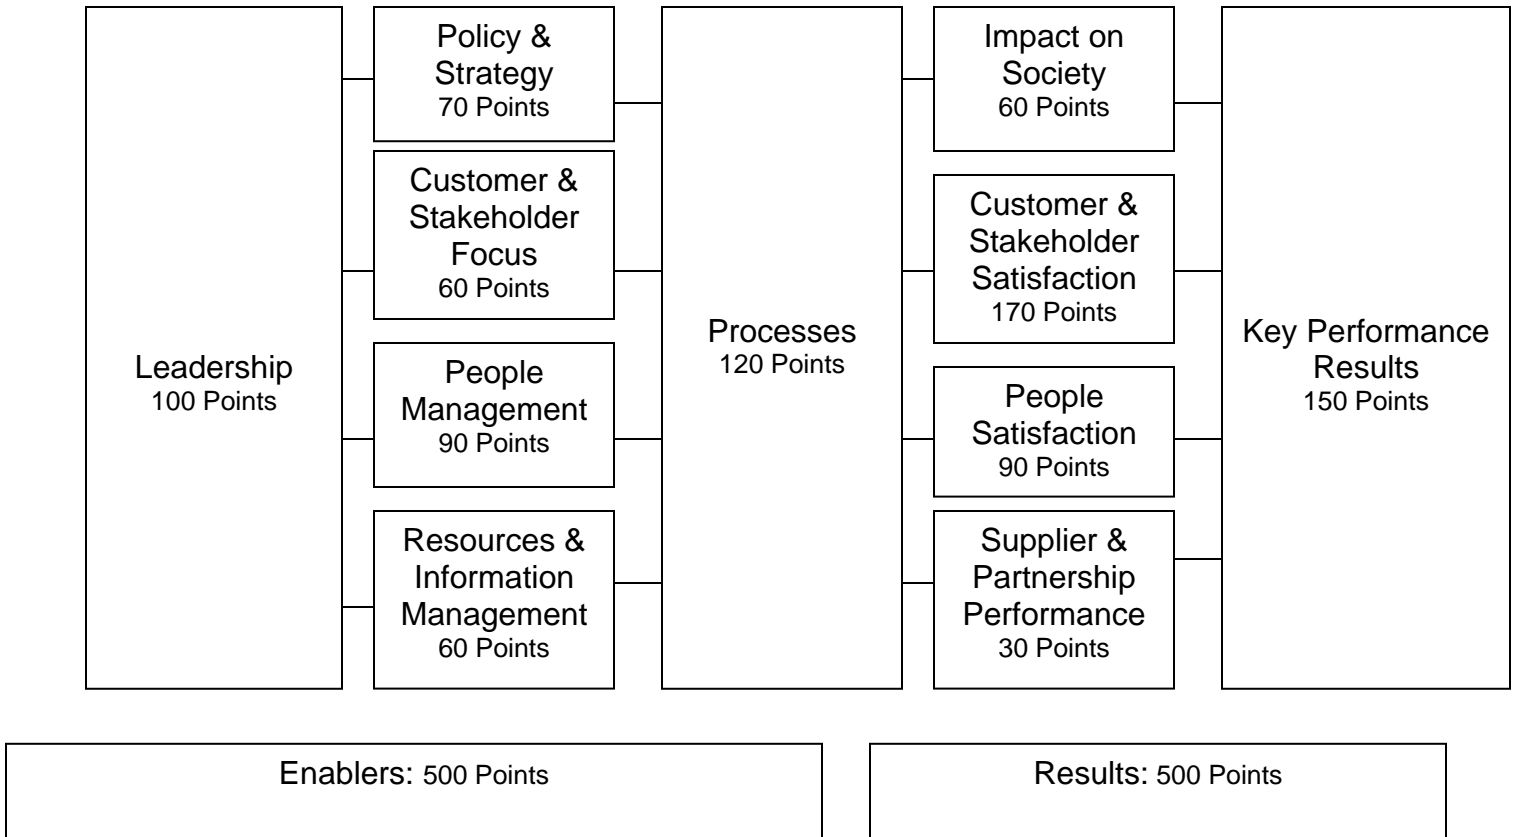 Leadership
100 Points
Policy &
Strategy
70 Points
Customer &
Stakeholder
Focus
60 Points
People
Management
90 Points
Resources &
Information
Management
60 Points
Processes
120 Points
Impact on
Society
60 Points
Customer &
Stakeholder
Satisfaction
170 Points
People
Satisfaction
90 Points
Supplier &
Partnership
Performance
30 Points
Key Performance
Results
150 Points
Enablers: 500 Points
Results: 500 Points